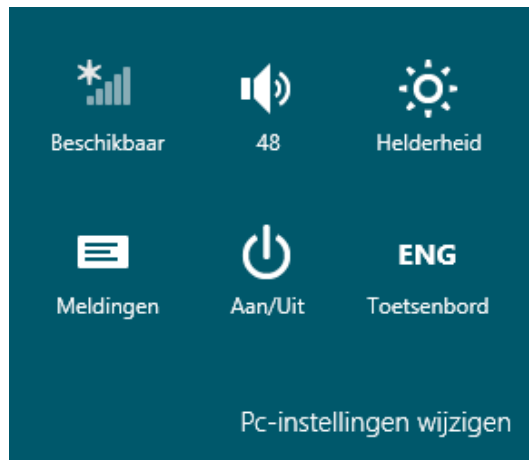 Beschikbaar
48
Helderheid
Meldingen
Aan/Uit
ENG
Toetsenbord
Pc-instellingen wijzigen